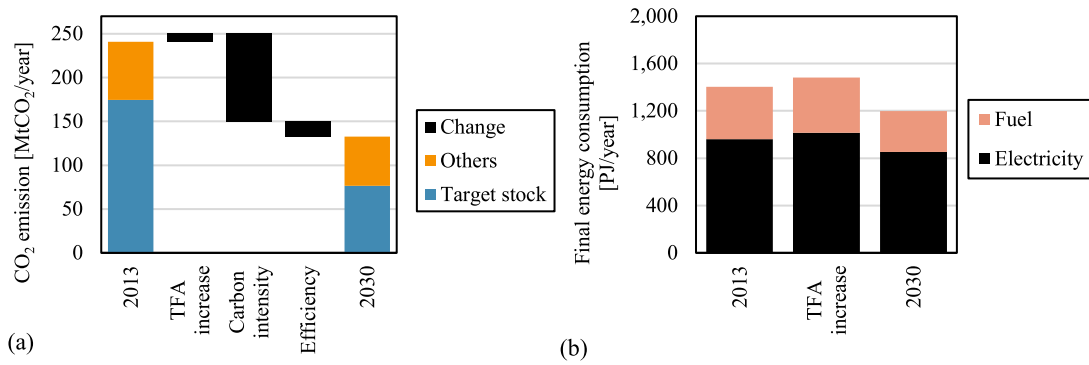 CO₂ emission [MtCO₂/year]
250
200
150
100
50
0
2013
TFA
increase
Carbon
intensity
Efficiency
2030
Change
Others
Target stock
(a)
Final energy consumption
[PJ/year]
2,000
1,600
1,200
800
400
0
2013
TFA
increase
2030
Fuel
Electricity
(b)